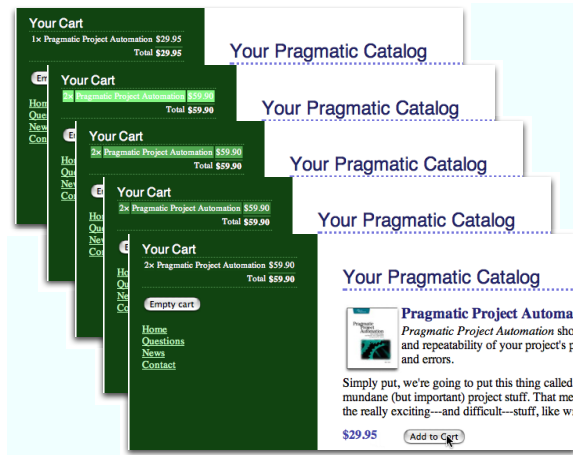 Your Cart
1× Pragmatic Project Automation $29.95
Total $29.95
Your Pragmatic Catalog
Your Cart
2× Pragmatic Project Automation $59.90
Total $59.90
Your Pragmatic Catalog
2× Pragmatic Project Automation $59.90
Total $59.90
Your Pragmatic Catalog
Your Cart
2× Pragmatic Project Automation $59.90
Total $59.90
Your Pragmatic Catalog
Your Cart
2× Pragmatic Project Automation $59.90
Total $59.90
Empty cart
Home
Questions
News
Contact
Your Pragmatic Catalog
Pragmatic Project Automa
Pragmatic Project Automation sho
and repeatability of your project's p
and errors.
Simply put, we're going to put this thing called
mundane (but important) project stuff. That me
the really exciting---and difficult---stuff, like w
$29.95 Add to Cart